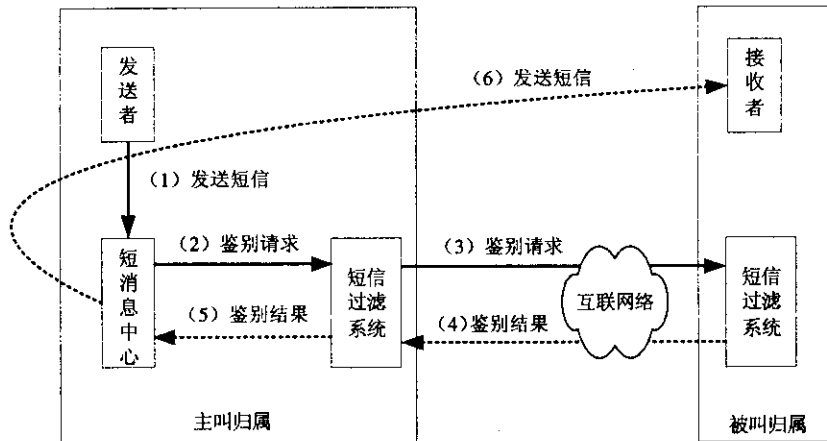 发送者
接收者
(6) 发送短信
(1) 发送短信
短消息中心
(2) 鉴别请求
短信过滤系统
(3) 鉴别请求
互联网络
短信过滤系统
(5) 鉴别结果
(4)鉴别结果
主叫归属
被叫归属